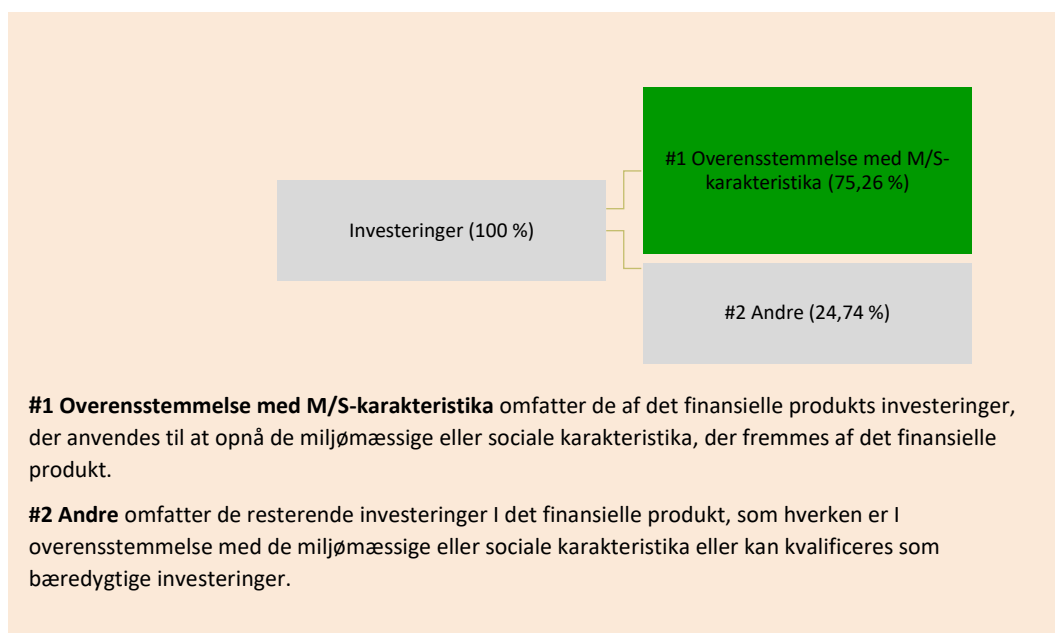 #1 Overensstemmelse med M/S-
karakteristika (75,26 %)
Investeringer (100 %)
#2 Andre (24,74 %)
#1 Overensstemmelse med M/S-karakteristika omfatter de af det finansielle produkts investeringer,
der anvendes til at opnå de miljømæssige eller sociale karakteristika, der fremmes af det finansielle
produkt.
#2 Andre omfatter de resterende investeringer I det finansielle produkt, som hverken er I
overensstemmelse med de miljømæssige eller sociale karakteristika eller kan kvalificeres som
bæredygtige investeringer.